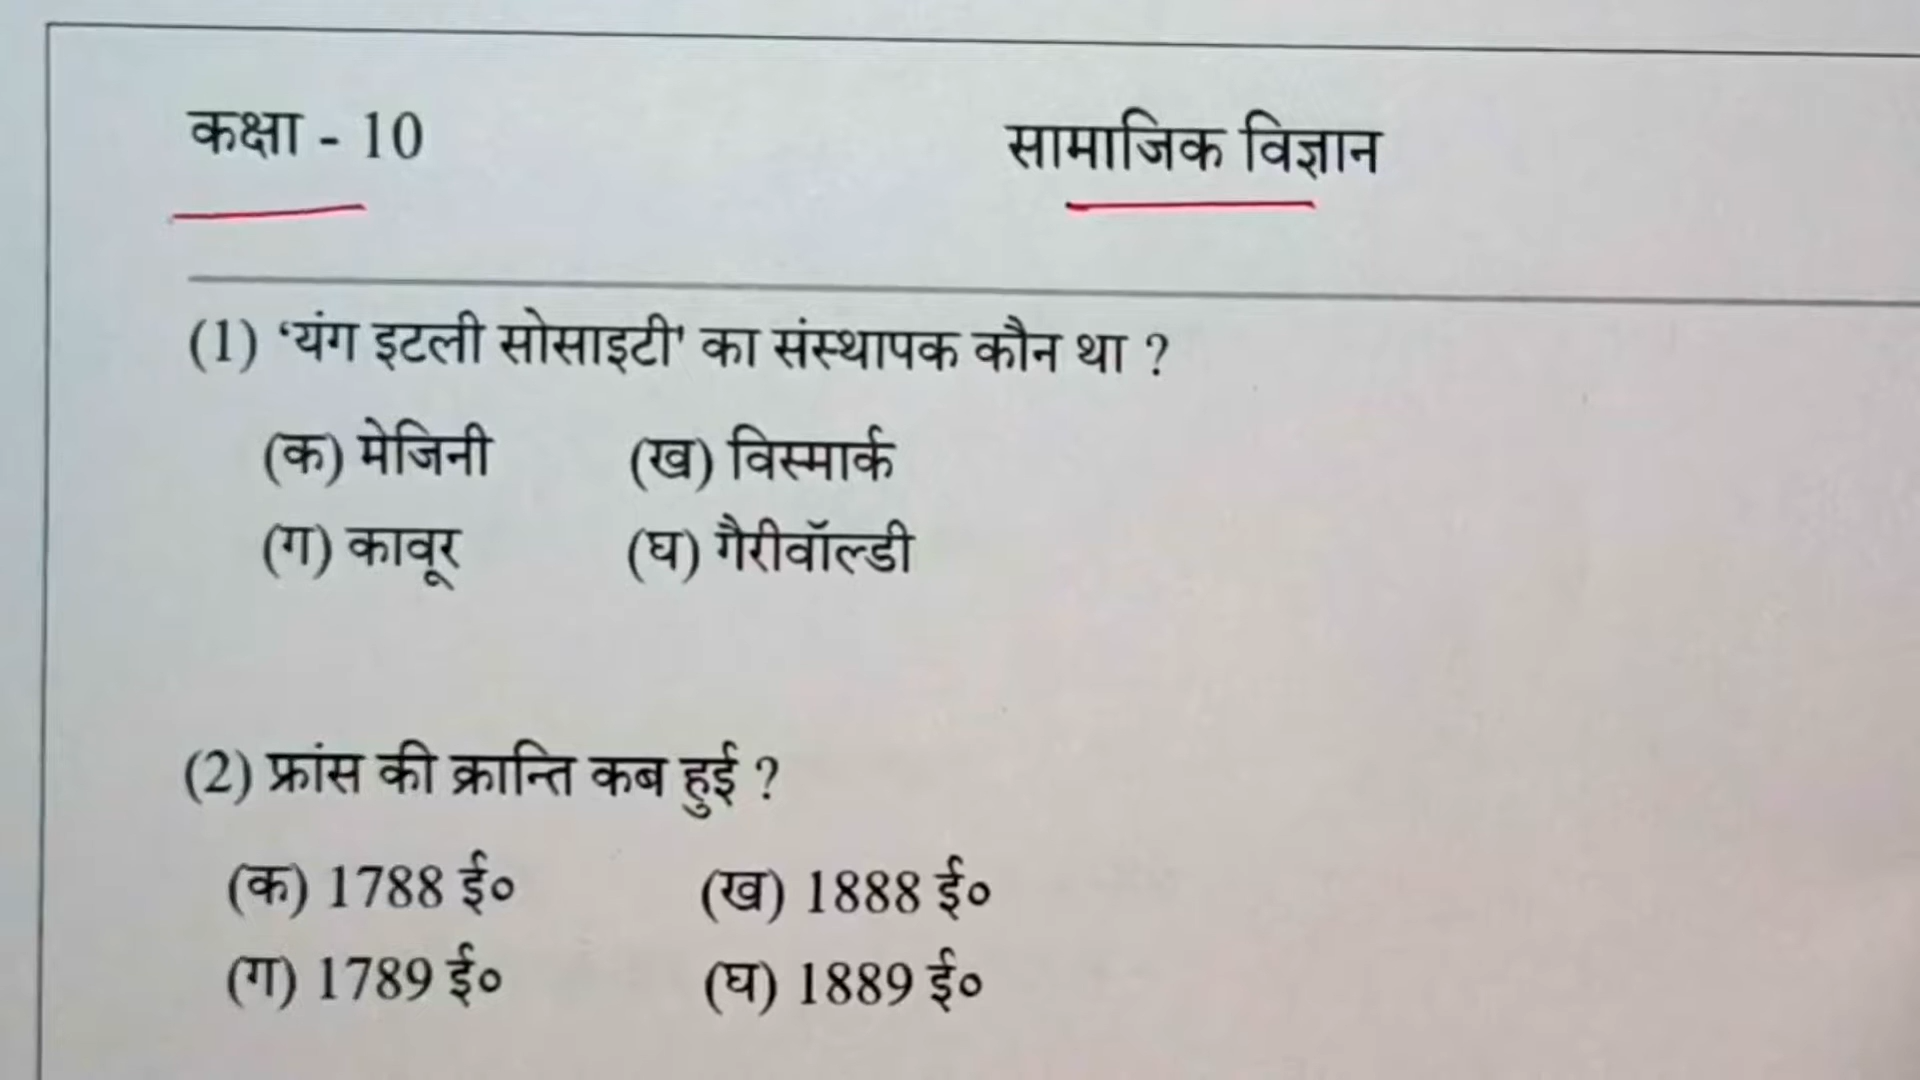 कक्षा - 10 सामाजिक विज्ञान
(1) ‘यंग इटली सोसाइटी' का संस्थापक कौन था ?
(क) मेजिनी (ख) विस्मार्क
(ग) कावूर (घ) गैरीवॉल्डी
(2) फ्रांस की क्रान्ति कब हुई ?
(क) 1788 ई० (ख) 1888 ई०
(ग) 1789 ई० (घ) 1889 ई०